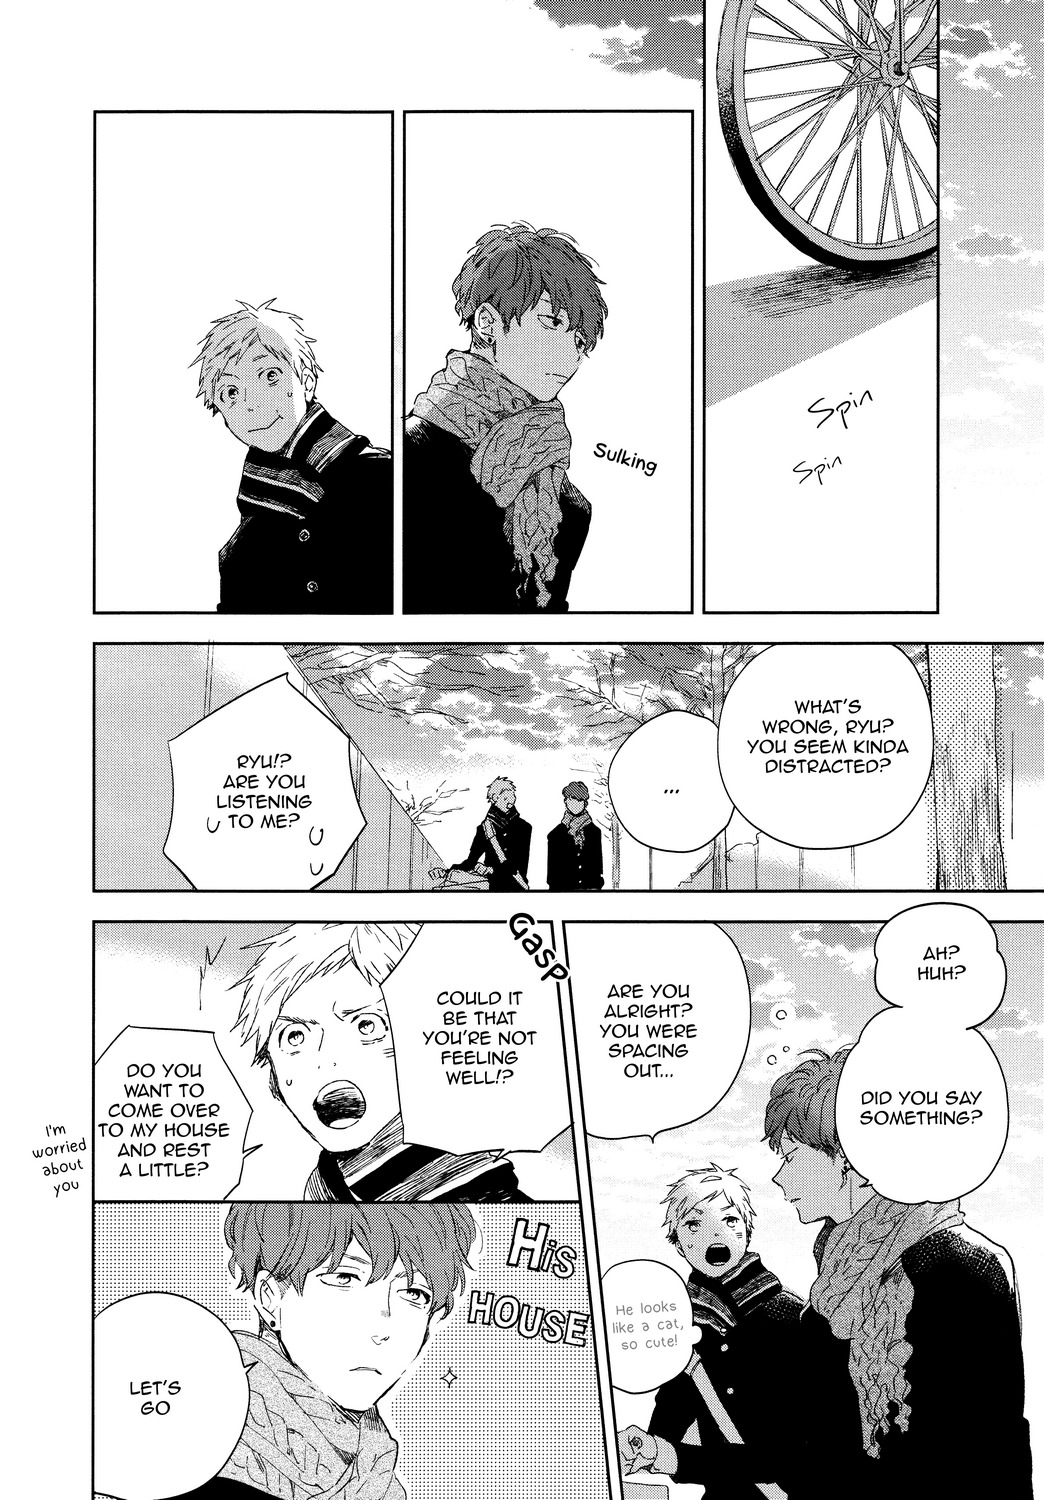 Spin
Spin
Sulking
WHAT'S
WRONG, RYU?
YOU SEEM KINDA
DISTRACTED?
...
RYU!?
ARE YOU
LISTENING
TO ME?
AH?
HUH?
DID YOU SAY
SOMETHING?
ARE YOU
ALRIGHT?
YOU WERE
SPACING
OUT...
He looks
like a cat,
so cute!
Gasp
COULD IT
BE THAT
YOU'RE NOT
FEELING
WELL!?
DO YOU
WANT TO
COME OVER
TO MY HOUSE
AND REST
A LITTLE?
I'm
worried
about
you
HIS
HOUSE
LET'S
GO